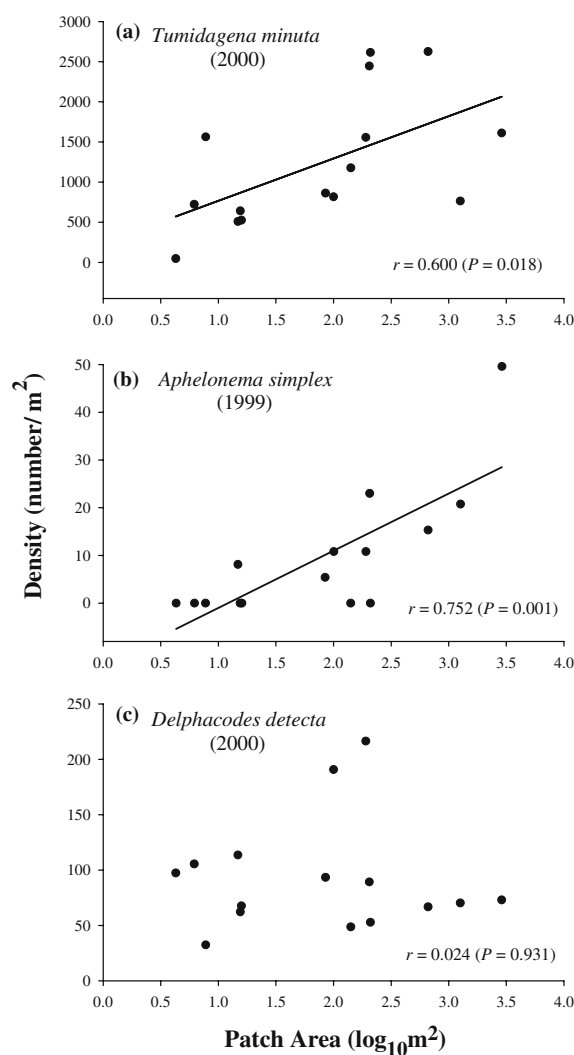 (a) Tumidagena minuta
(2000)
3000
2500
2000
1500
1000
500
0
r = 0.600 (P = 0.018)
0.0 0.5 1.0 1.5 2.0 2.5 3.0 3.5 4.0
(b) Aphelonema simplex
(1999)
50
40
30
20
10
0
r = 0.752 (P = 0.001)
0.0 0.5 1.0 1.5 2.0 2.5 3.0 3.5 4.0
Density (number/ m²)
(c) Delphacodes detecta
(2000)
250
200
150
100
50
0
r = 0.024 (P = 0.931)
0.0 0.5 1.0 1.5 2.0 2.5 3.0 3.5 4.0
Patch Area (log₁₀m²)